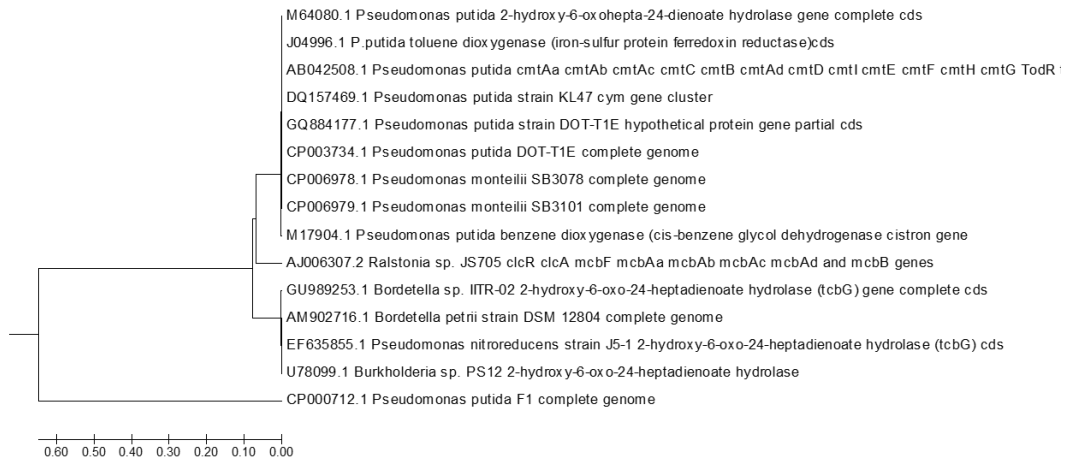 M64080.1 Pseudomonas putida 2-hydroxy-6-oxohepta-24-dienoate hydrolase gene complete cds
J04996.1 P.putida toluene dioxygenase (iron-sulfur protein ferredoxin reductase)cds
AB042508.1 Pseudomonas putida cmtAa cmtAb cmtAc cmtC cmtB cmtAd cmtD cmtI cmtE cmtF cmtH cmtG TodR
DQ157469.1 Pseudomonas putida strain KL47 cym gene cluster
GQ884177.1 Pseudomonas putida strain DOT-T1E hypothetical protein gene partial cds
CP003734.1 Pseudomonas putida DOT-T1E complete genome
CP006978.1 Pseudomonas monteilii SB3078 complete genome
CP006979.1 Pseudomonas monteilii SB3101 complete genome
M17904.1 Pseudomonas putida benzene dioxygenase (cis-benzene glycol dehydrogenase cistron gene
AJ006307.2 Ralstonia sp. JS705 clcR clcA mcbF mcbAa mcbAb mcbAc mcbAd and mcbB genes
GU989253.1 Bordetella sp. IITR-02 2-hydroxy-6-oxo-24-heptadienoate hydrolase (tcbG) gene complete cds
AM902716.1 Bordetella petrii strain DSM 12804 complete genome
EF635855.1 Pseudomonas nitroreducens strain J5-1 2-hydroxy-6-oxo-24-heptadienoate hydrolase (tcbG) cds
U78099.1 Burkholderia sp. PS12 2-hydroxy-6-oxo-24-heptadienoate hydrolase
CP000712.1 Pseudomonas putida F1 complete genome
0.60 0.50 0.40 0.30 0.20 0.10 0.00